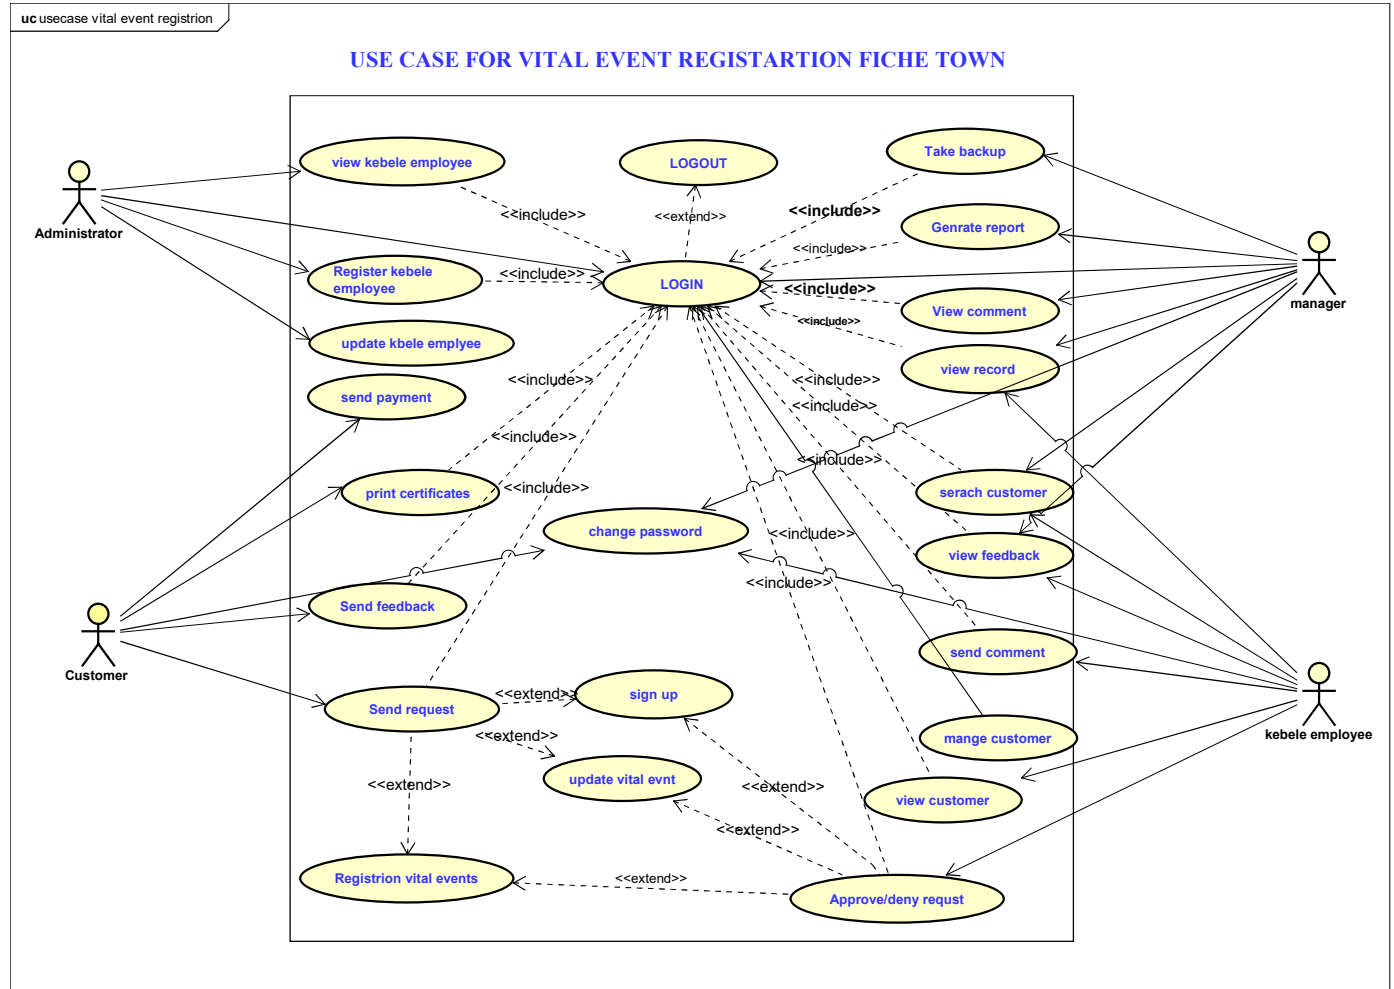 uc usecase vital event registrion
USE CASE FOR VITAL EVENT REGISTARTION FICHE TOWN
view kebele employee
LOGOUT
Take backup
Administrator
<<include>>
<<extend>>
<<include>>
Genrate report
<<include>>
Register kebele
employee
<<include>>
LOGIN
<<include>>
View comment
manager
<<include>>
update kbele emplyee
view record
send payment
<<include>>
<<include>>
<<include>>
<<include>>
<<include>>
<<include>>
print certificates
serach customer
change password
<<include>>
view feedback
<<include>>
Send feedback
Customer
send comment
<<extend>>
sign up
Send request
<<extend>>
mange customer
kebele employee
update vital evnt
<<extend>>
<<extend>>
view customer
<<extend>>
Registrion vital events
<<extend>>
Approve/deny requst